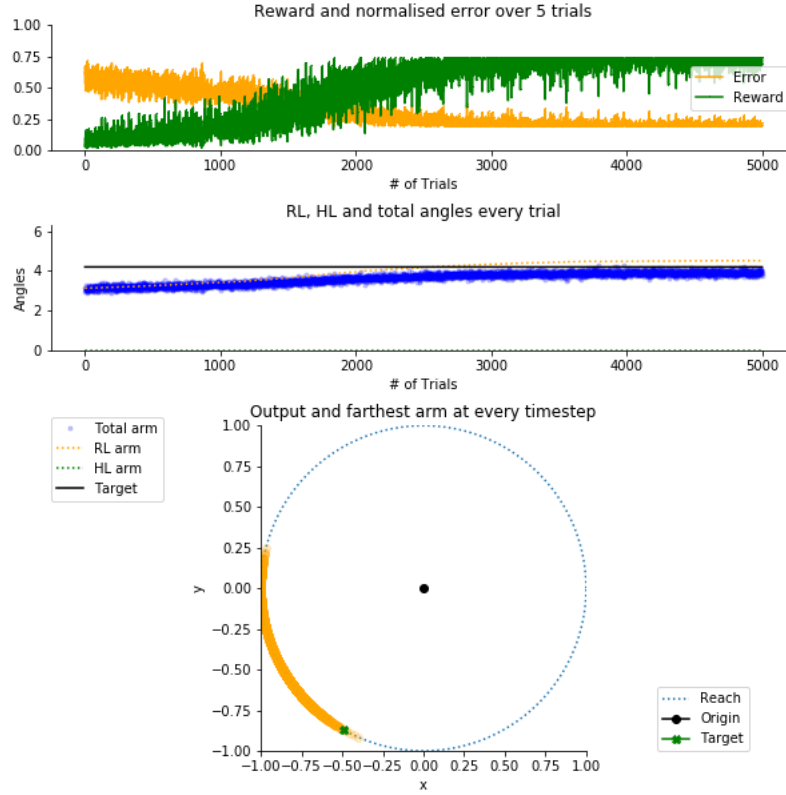 Reward and normalised error over 5 trials
1.00
0.75
0.50
0.25
0.00
Error
Reward
0 1000 2000 3000 4000 5000
# of Trials
RL, HL and total angles every trial
6
4
2
0
Angles
0 1000 2000 3000 4000 5000
# of Trials
Total arm
RL arm
HL arm
Target
Output and farthest arm at every timestep
1.00
0.75
0.50
0.25
0.00
−0.25
−0.50
−0.75
−1.00
y
−1.00 −0.75 −0.50 −0.25 0.00 0.25 0.50 0.75 1.00
x
Reach
Origin
Target